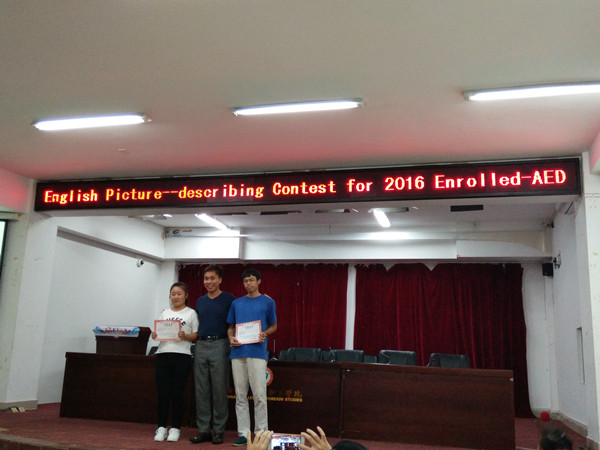 English Picture--describing Contest for 2016 Enrolled-AED